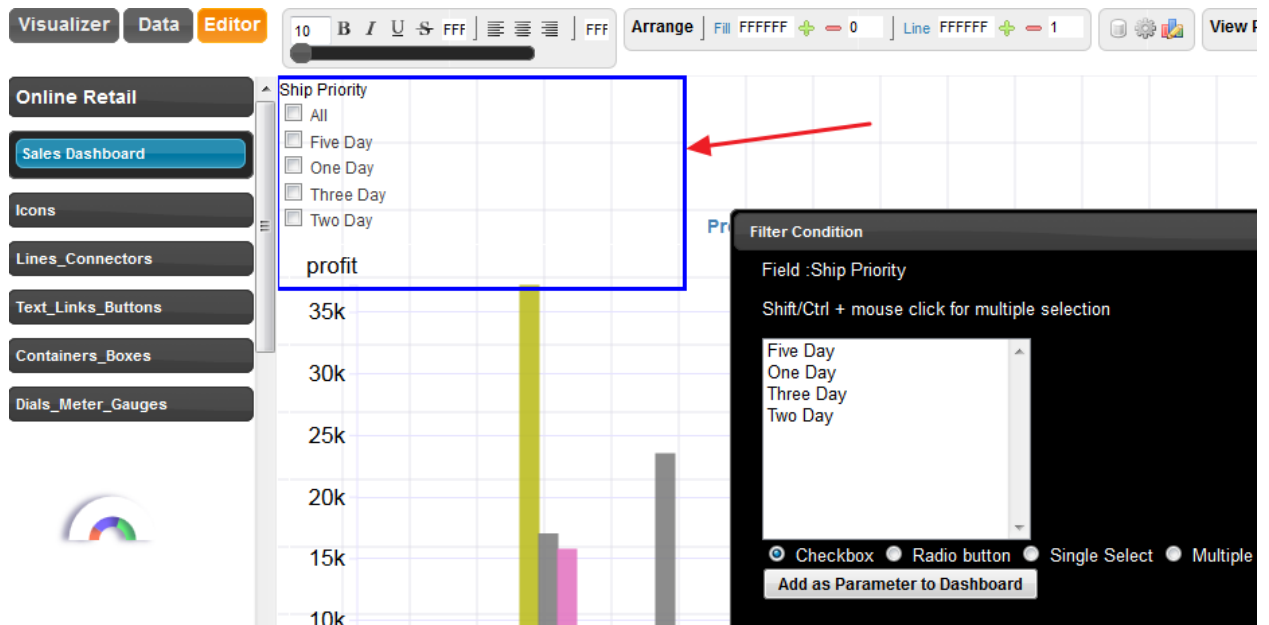 Visualizer Data Editor
10 B I U S FFF FFF
Arrange Fill FFFFFF 0 Line FFFFFF 1
View
Online Retail
Sales Dashboard
Icons
Lines_Connectors
Text_Links_Buttons
Containers_Boxes
Dials_Meter_Gauges
Ship Priority
All
Five Day
One Day
Three Day
Two Day
profit
35k
30k
25k
20k
15k
10k
Filter Condition
Field :Ship Priority
Shift/Ctrl + mouse click for multiple selection
Five Day
One Day
Three Day
Two Day
Checkbox Radio button Single Select Multiple
Add as Parameter to Dashboard